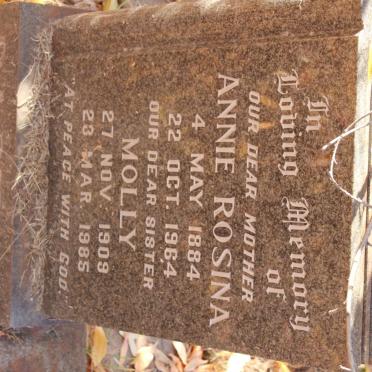 In
Loving Memory
of
OUR DEAR MOTHER
ANNIE ROSINA
4 MAY 1884
22 OCT. 1964
OUR DEAR SISTER
MOLLY
27 NOV 1909
23 MAR 1985
"AT PEACE WITH GOD"